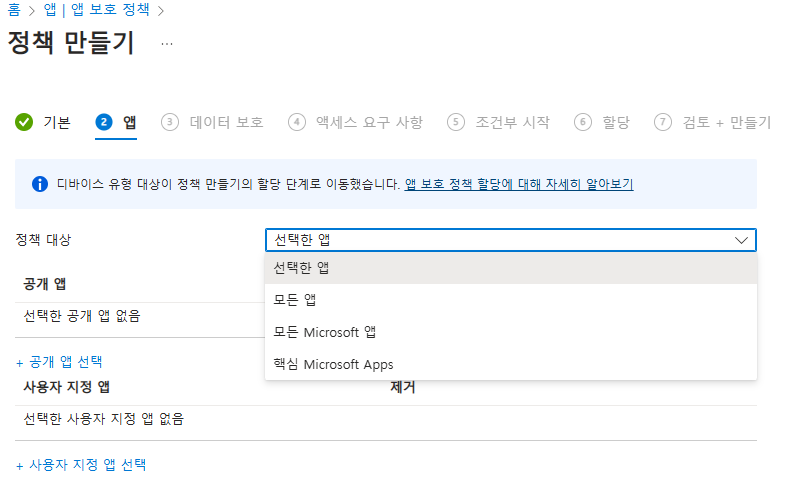 홈 > 앱 | 앱 보호 정책 >
정책 만들기 ...
기본 2 앱 3 데이터 보호 4 액세스 요구 사항 5 조건부 시작 6 할당 7 검토 + 만들기
디바이스 유형 대상이 정책 만들기의 할당 단계로 이동했습니다. 앱 보호 정책 할당에 대해 자세히 알아보기
정책 대상 선택한 앱
선택한 앱
공개 앱
모든 앱
선택한 공개 앱 없음
모든 Microsoft 앱
+ 공개 앱 선택
핵심 Microsoft Apps
사용자 지정 앱 제거
선택한 사용자 지정 앱 없음
+ 사용자 지정 앱 선택